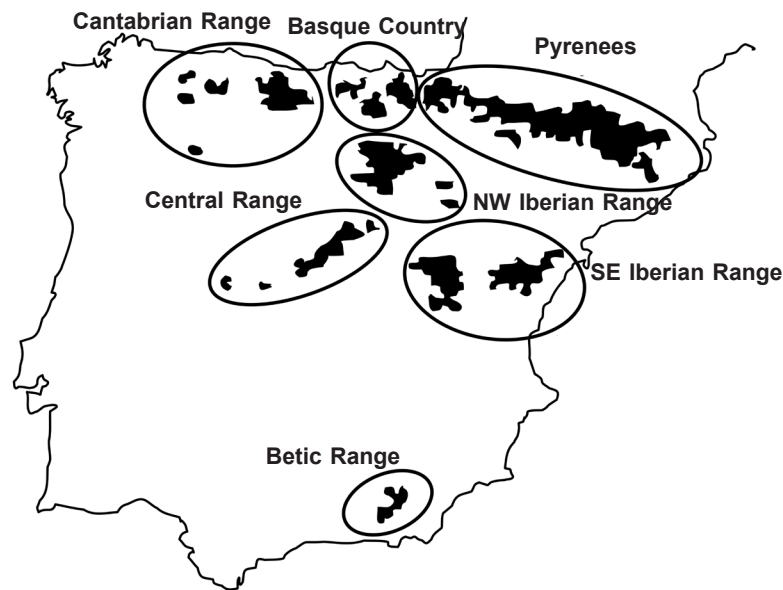 Cantabrian Range
Basque Country
Pyrenees
Central Range
NW Iberian Range
SE Iberian Range
Betic Range